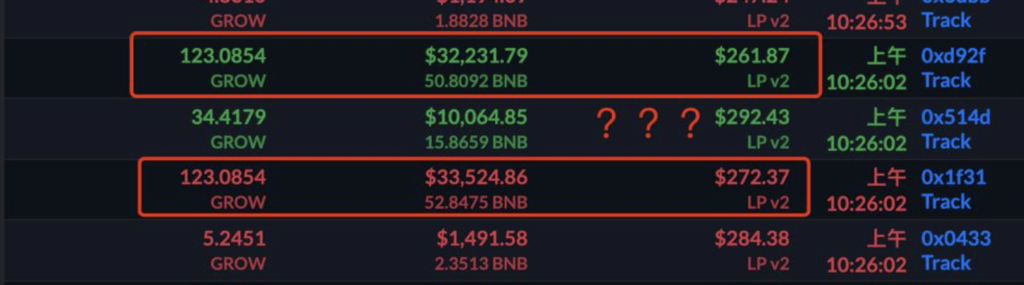 GROW 1.8828 BNB LP v2 10:26:53 Track
123.0854 $32,231.79 $261.87 上午 0xd92f
GROW 50.8092 BNB LP v2 10:26:02 Track
34.4179 $10,064.85 ？？？ $292.43 上午 0x514d
GROW 15.8659 BNB LP v2 10:26:02 Track
123.0854 $33,524.86 $272.37 上午 0x1f31
GROW 52.8475 BNB LP v2 10:26:02 Track
5.2451 $1,491.58 $284.38 上午 0x0433
GROW 2.3513 BNB LP v2 10:26:02 Track